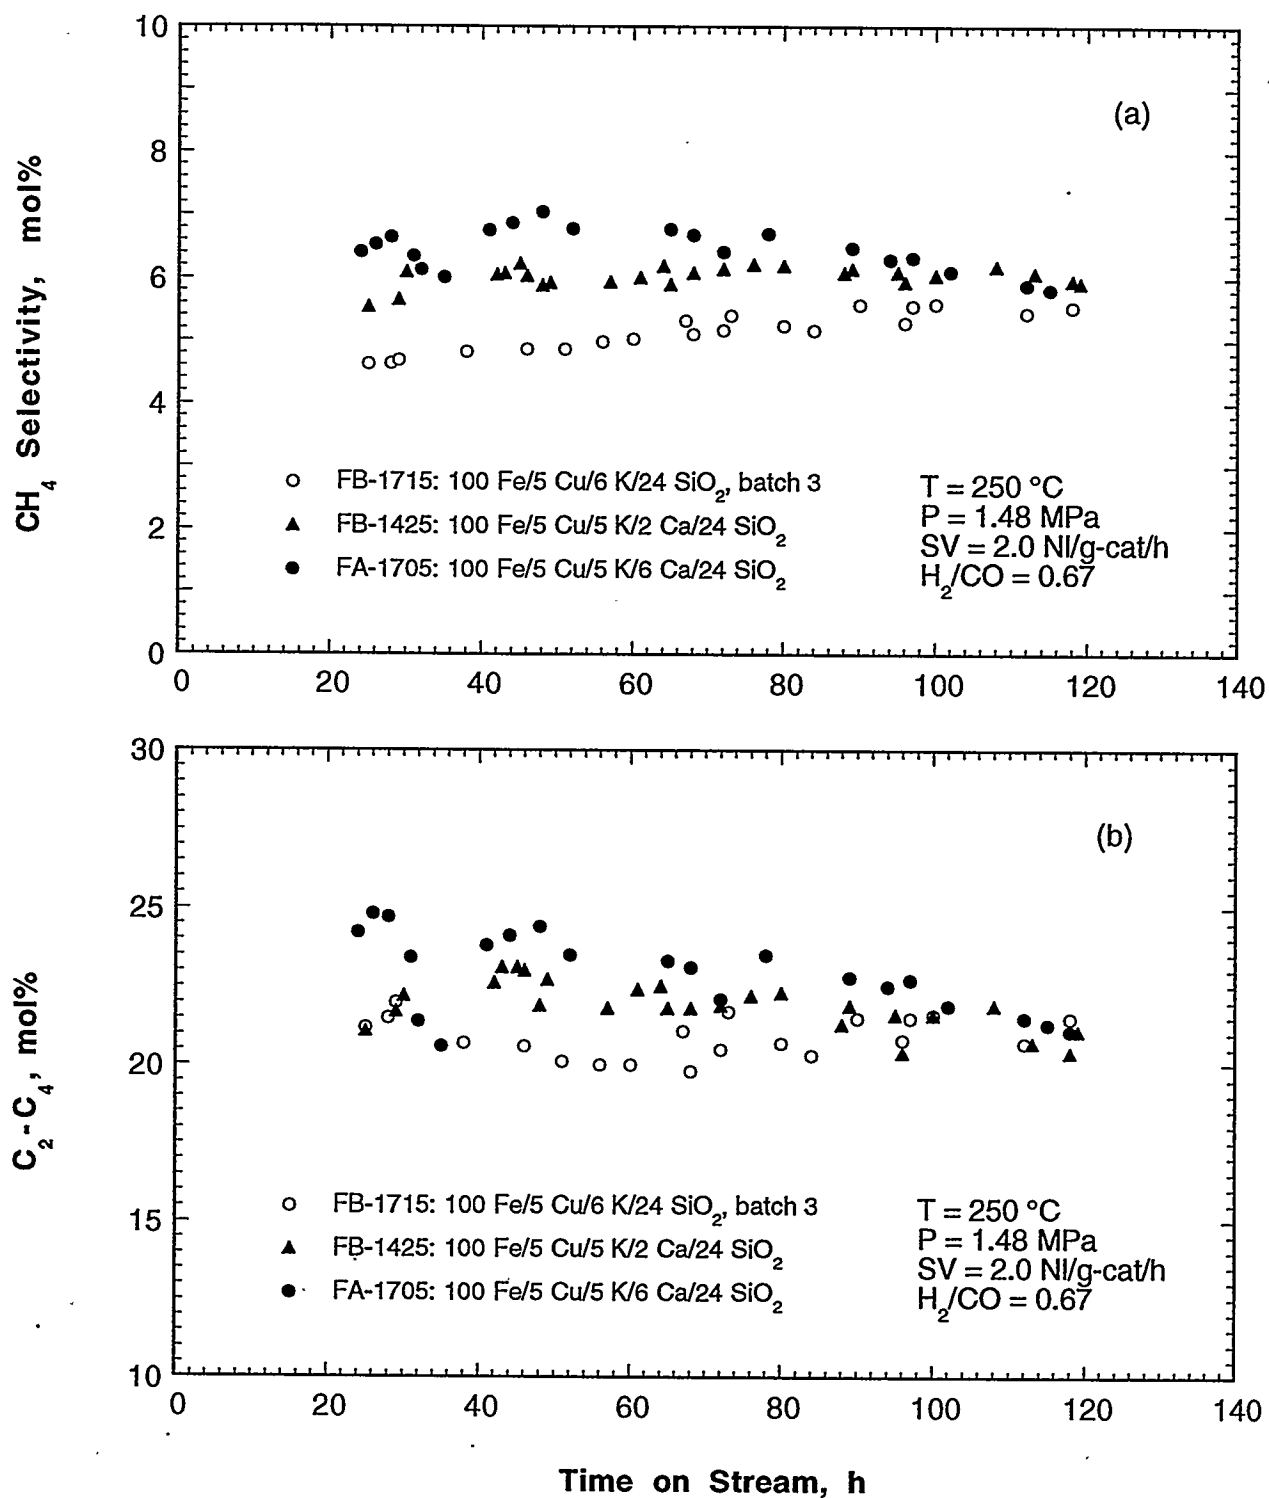 10
(a)
8
6
4
2
0
CH4 Selectivity, mol%
FB-1715: 100 Fe/5 Cu/6 K/24 SiO2, batch 3
FB-1425: 100 Fe/5 Cu/5 K/2 Ca/24 SiO2
FA-1705: 100 Fe/5 Cu/5 K/6 Ca/24 SiO2
T = 250 °C
P = 1.48 MPa
SV = 2.0 Nl/g-cat/h
H2/CO = 0.67
0 20 40 60 80 100 120 140
30
(b)
25
20
15
10
C2-C4, mol%
FB-1715: 100 Fe/5 Cu/6 K/24 SiO2, batch 3
FB-1425: 100 Fe/5 Cu/5 K/2 Ca/24 SiO2
FA-1705: 100 Fe/5 Cu/5 K/6 Ca/24 SiO2
T = 250 °C
P = 1.48 MPa
SV = 2.0 Nl/g-cat/h
H2/CO = 0.67
0 20 40 60 80 100 120 140
Time on Stream, h